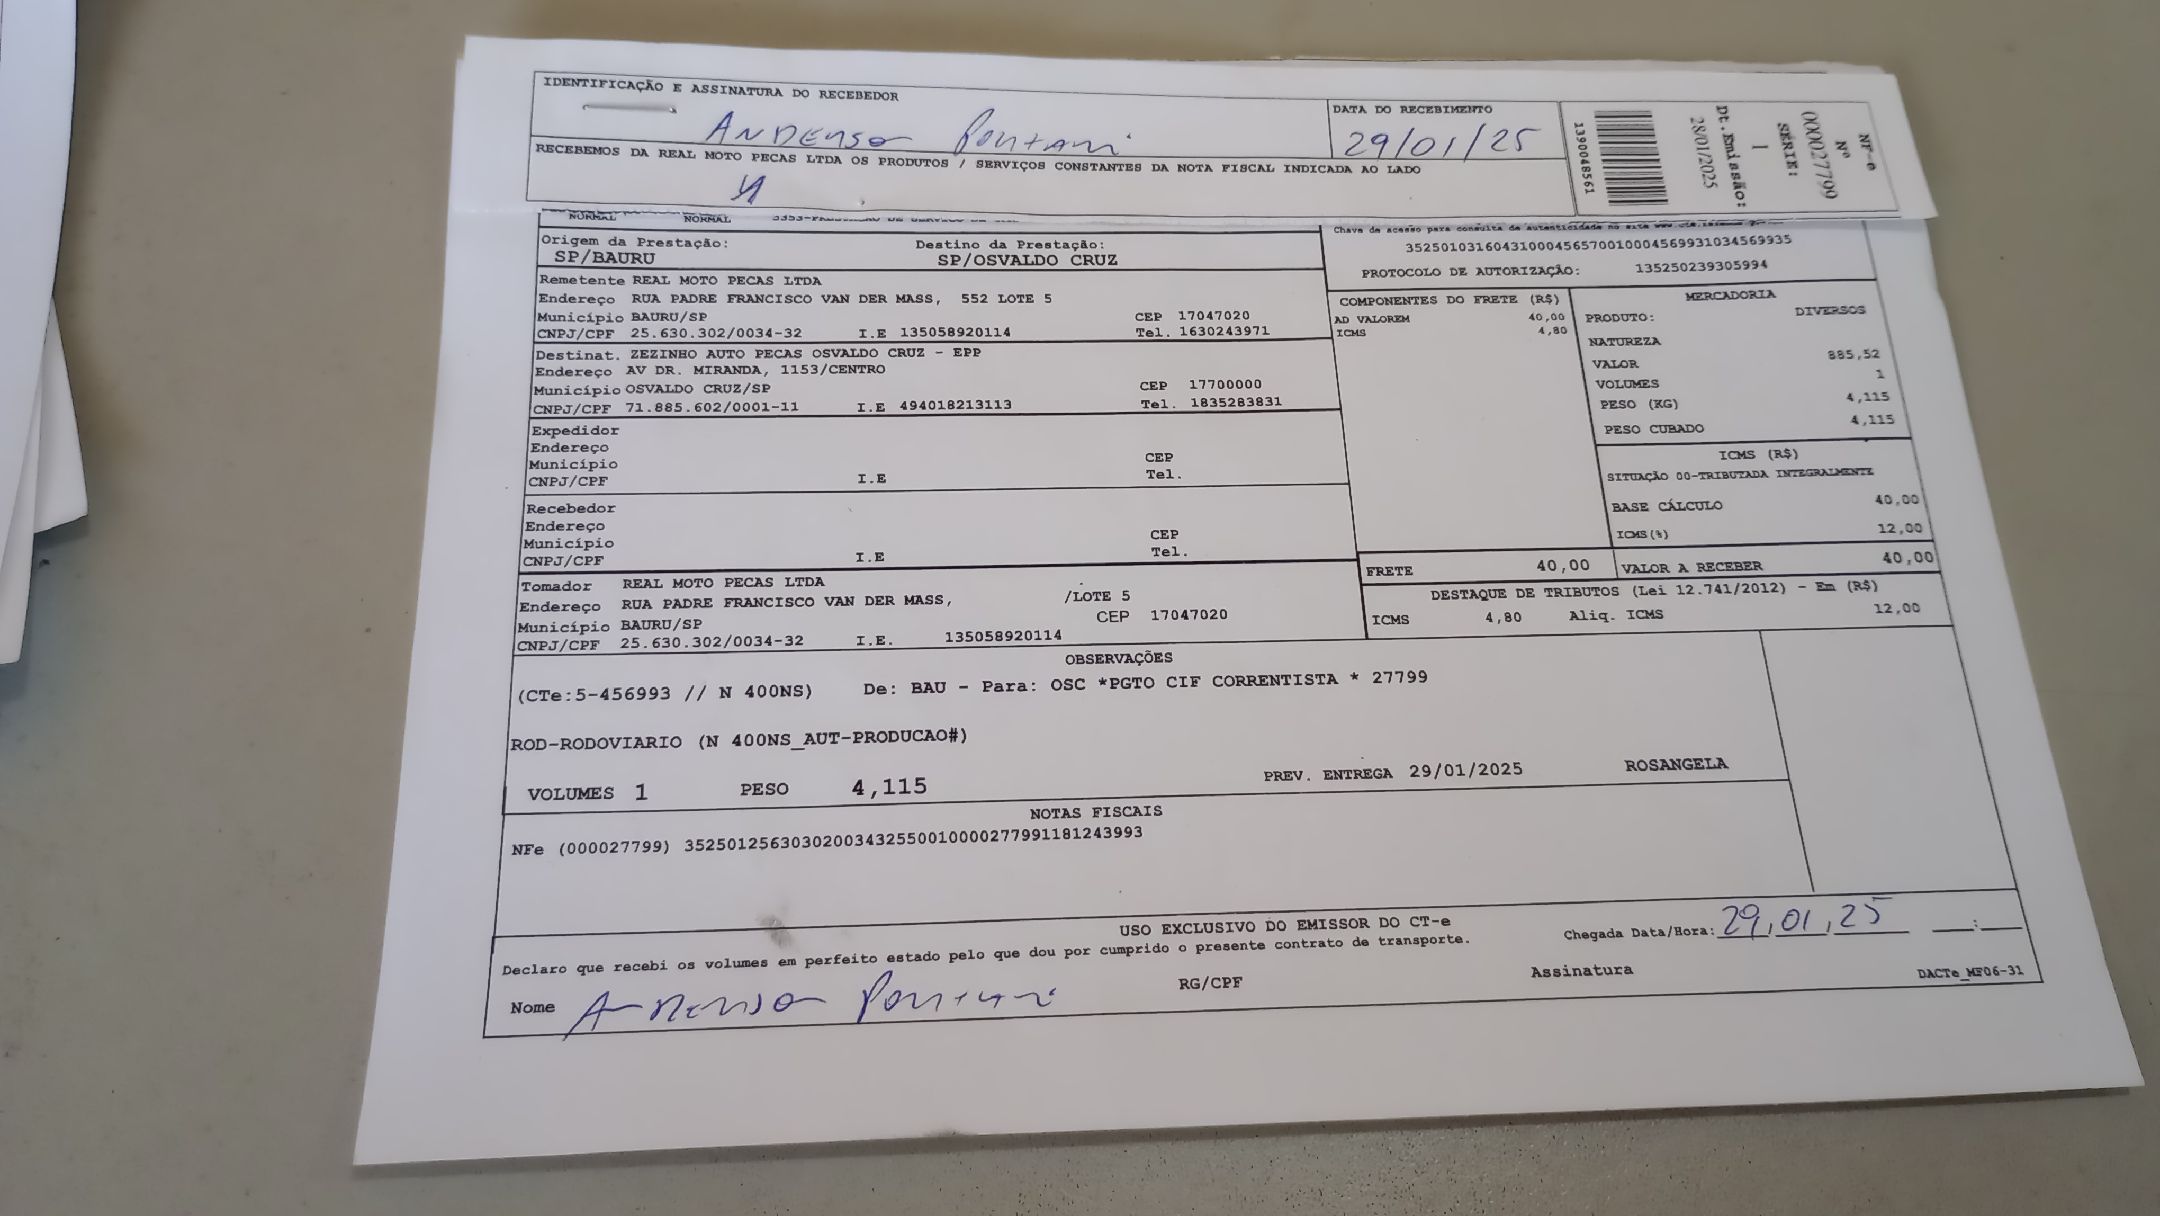 IDENTIFICAÇÃO E ASSINATURA DO RECEBEDOR
DATA DO RECEBIMENTO
29/01/25
RECEBEMOS DA REAL MOTO PECAS LTDA OS PRODUTOS / SERVIÇOS CONSTANTES DA NOTA FISCAL INDICADA AO LADO
1390048561
NF-e
Nº
000027799
SÉRIE:
1
Dt.Emissão:
28/01/2025
NORMAL NORMAL
Chave de acesso para consulta de autenticidade no site
35250103160431000456570010004569931034569935
PROTOCOLO DE AUTORIZAÇÃO: 135250239305994
Origem da Prestação: Destino da Prestação:
SP/BAURU SP/OSVALDO CRUZ
Remetente REAL MOTO PECAS LTDA
Endereço RUA PADRE FRANCISCO VAN DER MASS, 552 LOTE 5
Município BAURU/SP CEP 17047020
CNPJ/CPF 25.630.302/0034-32 I.E 135058920114 Tel. 1630243971
Destinat. ZEZINHO AUTO PECAS OSVALDO CRUZ - EPP
Endereço AV DR. MIRANDA, 1153/CENTRO
Município OSVALDO CRUZ/SP CEP 17700000
CNPJ/CPF 71.885.602/0001-11 I.E 494018213113 Tel. 1835283831
Expedidor
Endereço
Município CEP
CNPJ/CPF I.E Tel.
Recebedor
Endereço
Município CEP
CNPJ/CPF I.E Tel.
Tomador REAL MOTO PECAS LTDA
Endereço RUA PADRE FRANCISCO VAN DER MASS, /LOTE 5
Município BAURU/SP CEP 17047020
CNPJ/CPF 25.630.302/0034-32 I.E. 135058920114
COMPONENTES DO FRETE (R$)
AD VALOREM 40,00
ICMS 4,80
MERCADORIA
PRODUTO: DIVERSOS
NATUREZA
VALOR 885,52
VOLUMES 1
PESO (KG) 4,115
PESO CUBADO 4,115
ICMS (R$)
SITUAÇÃO 00-TRIBUTADA INTEGRALMENTE
BASE CÁLCULO 40,00
ICMS(%) 12,00
FRETE 40,00 VALOR A RECEBER 40,00
DESTAQUE DE TRIBUTOS (Lei 12.741/2012) - Em (R$)
ICMS 4,80 Aliq. ICMS 12,00
OBSERVAÇÕES
(CTe:5-456993 // N 400NS) De: BAU - Para: OSC *PGTO CIF CORRENTISTA * 27799
ROD-RODOVIARIO (N 400NS_AUT-PRODUCAO#)
VOLUMES 1 PESO 4,115 PREV. ENTREGA 29/01/2025 ROSANGELA
NOTAS FISCAIS
NFe (000027799) 35250125630302003432550010000277991181243993
USO EXCLUSIVO DO EMISSOR DO CT-e
Declaro que recebi os volumes em perfeito estado pelo que dou por cumprido o presente contrato de transporte.
Chegada Data/Hora: 29,01,25 :
Nome RG/CPF Assinatura DACTe_MF06-31